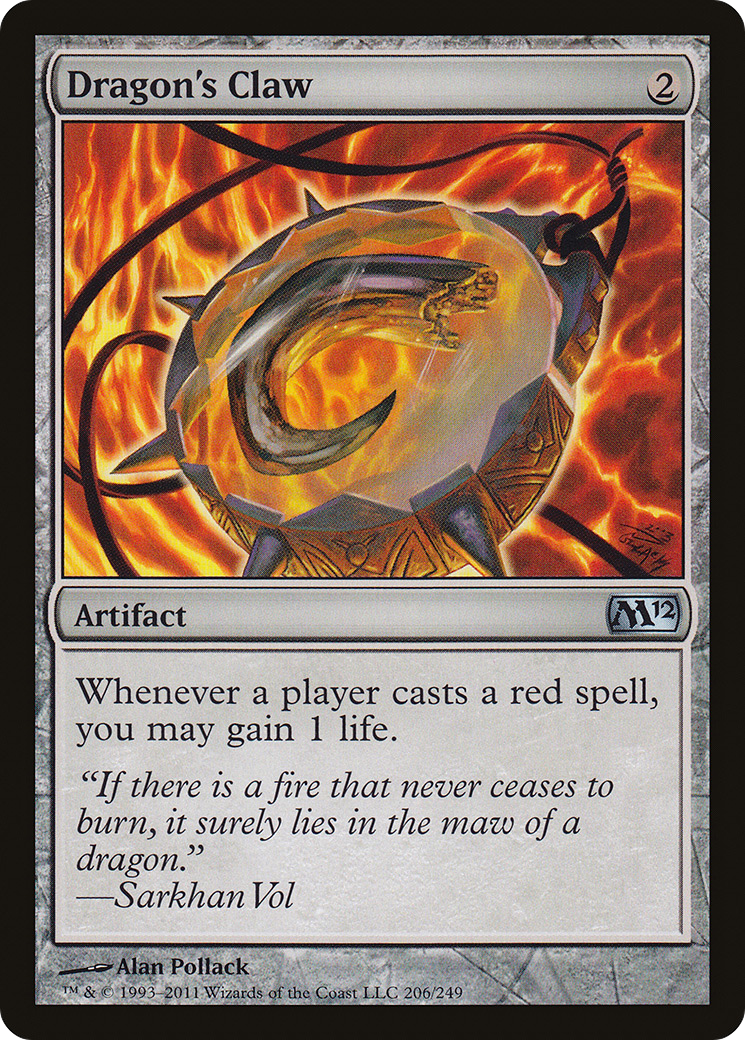 Dragon's Claw 2
Artifact M12
Whenever a player casts a red spell,
you may gain 1 life.
“If there is a fire that never ceases to
burn, it surely lies in the maw of a
dragon.”
—Sarkhan Vol
Alan Pollack
™ & © 1993–2011 Wizards of the Coast LLC 206/249